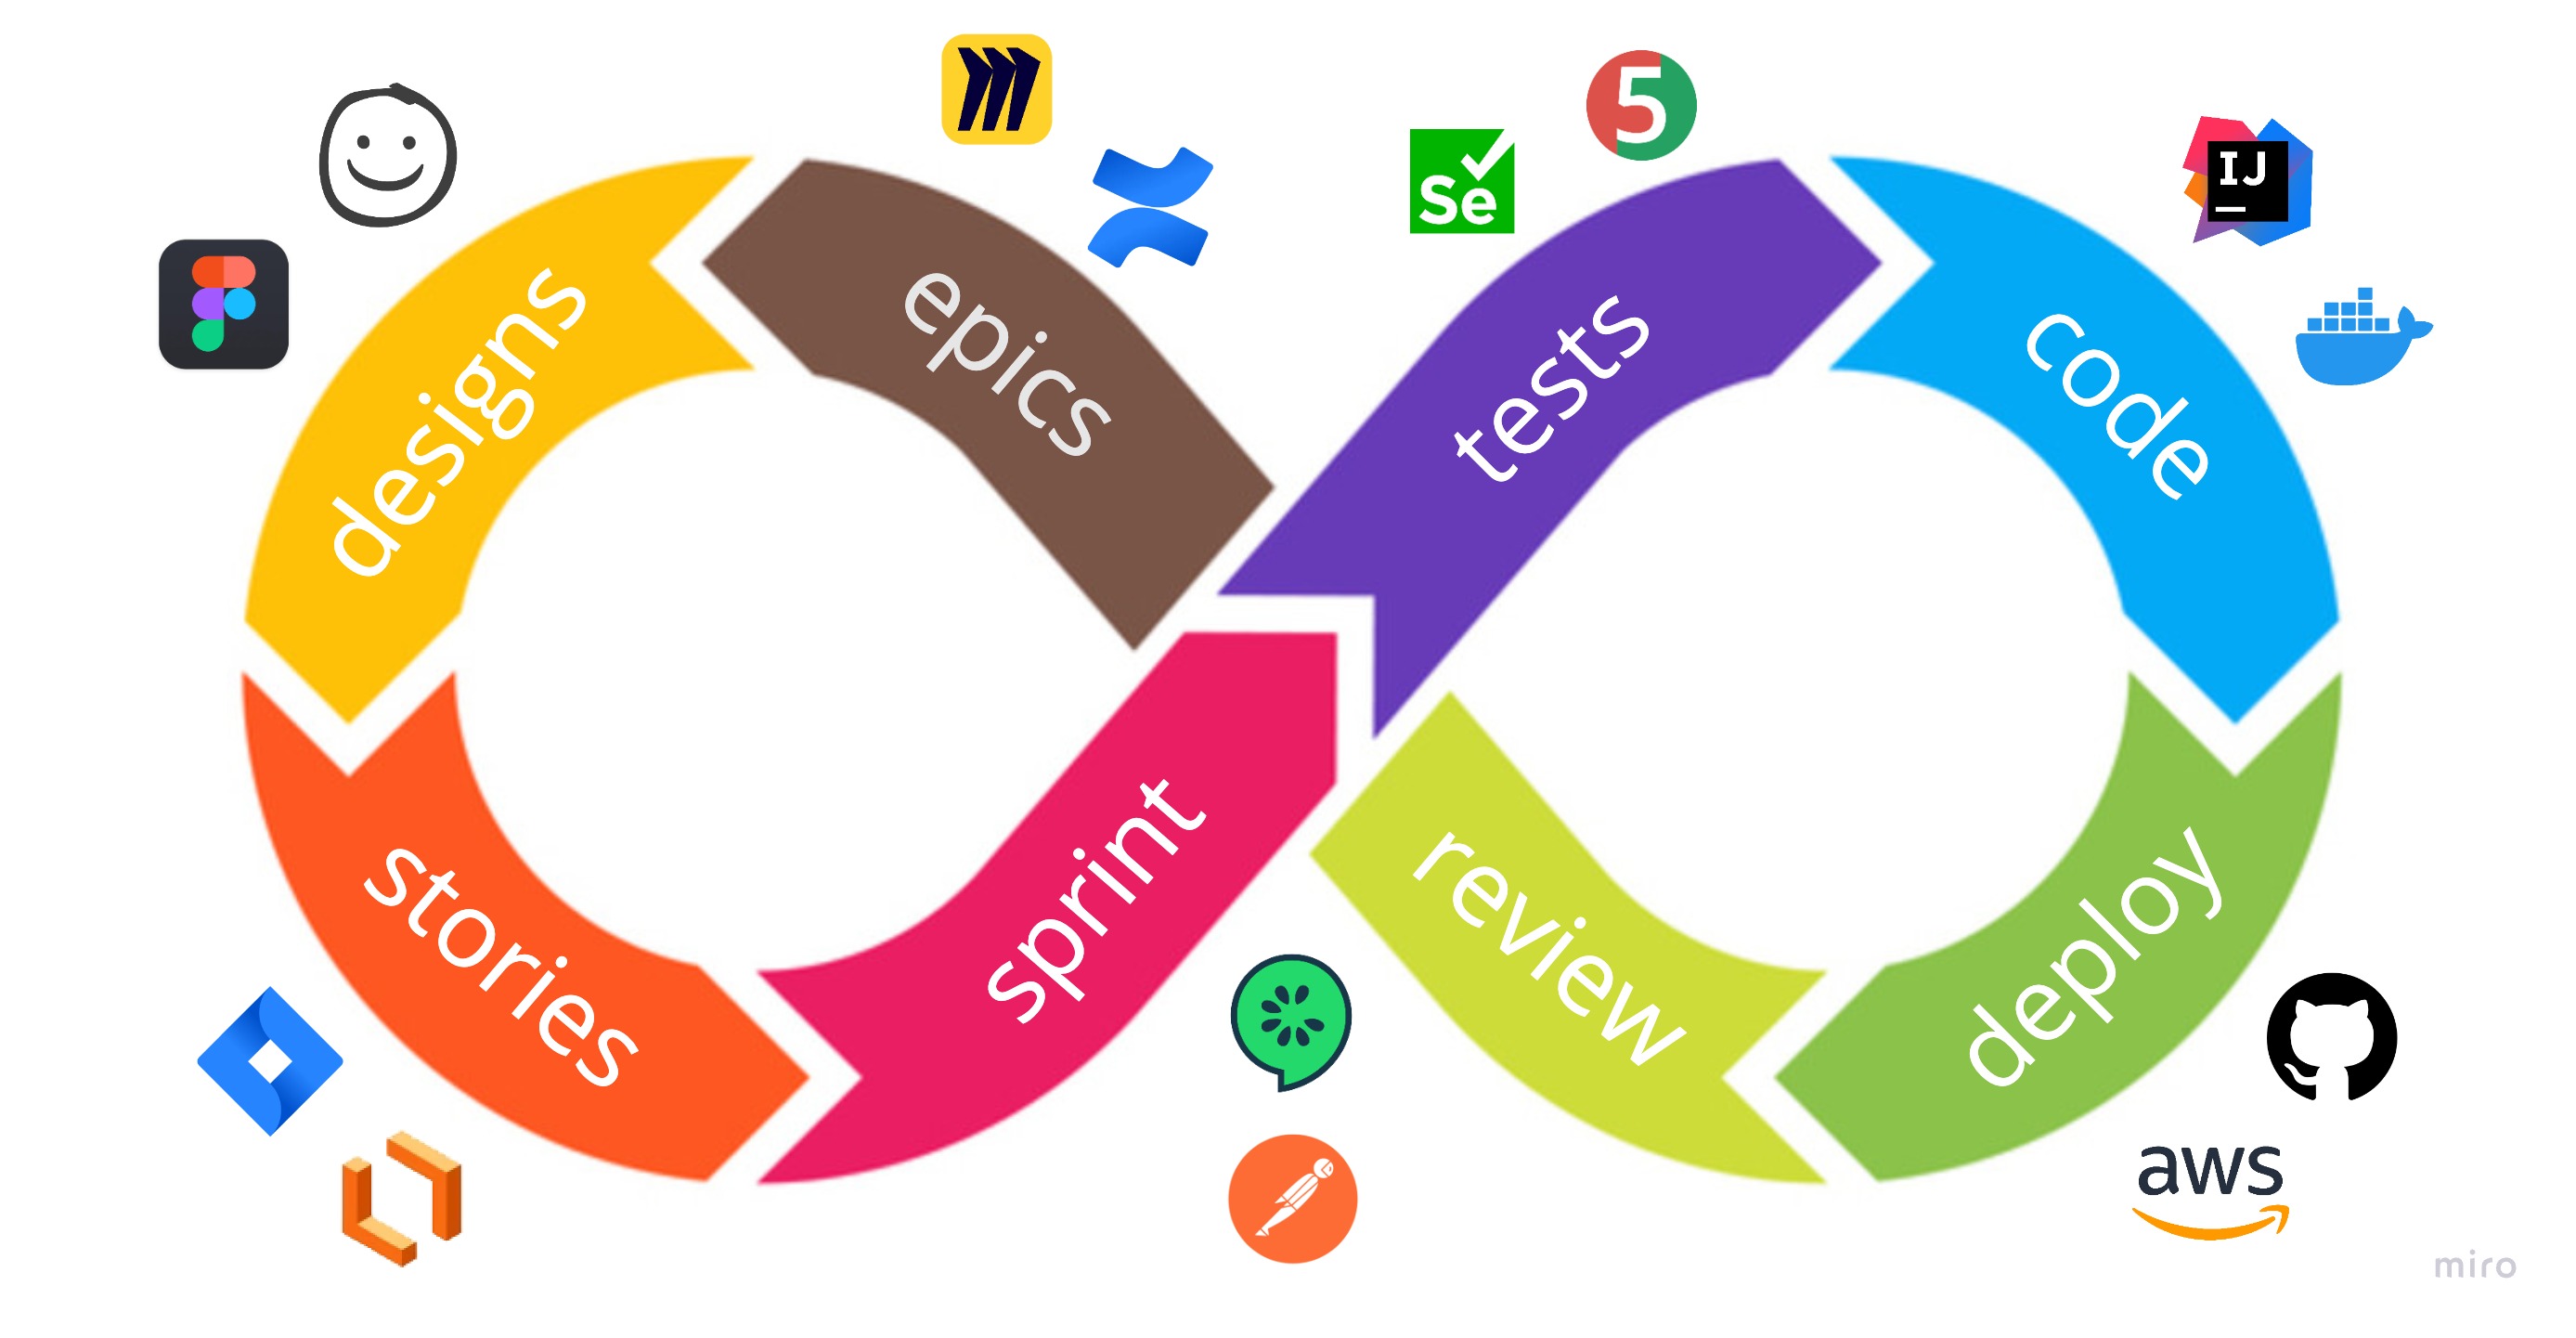 designs
epics
tests
code
stories
sprint
review
deploy
Se
5
IJ
aws
miro